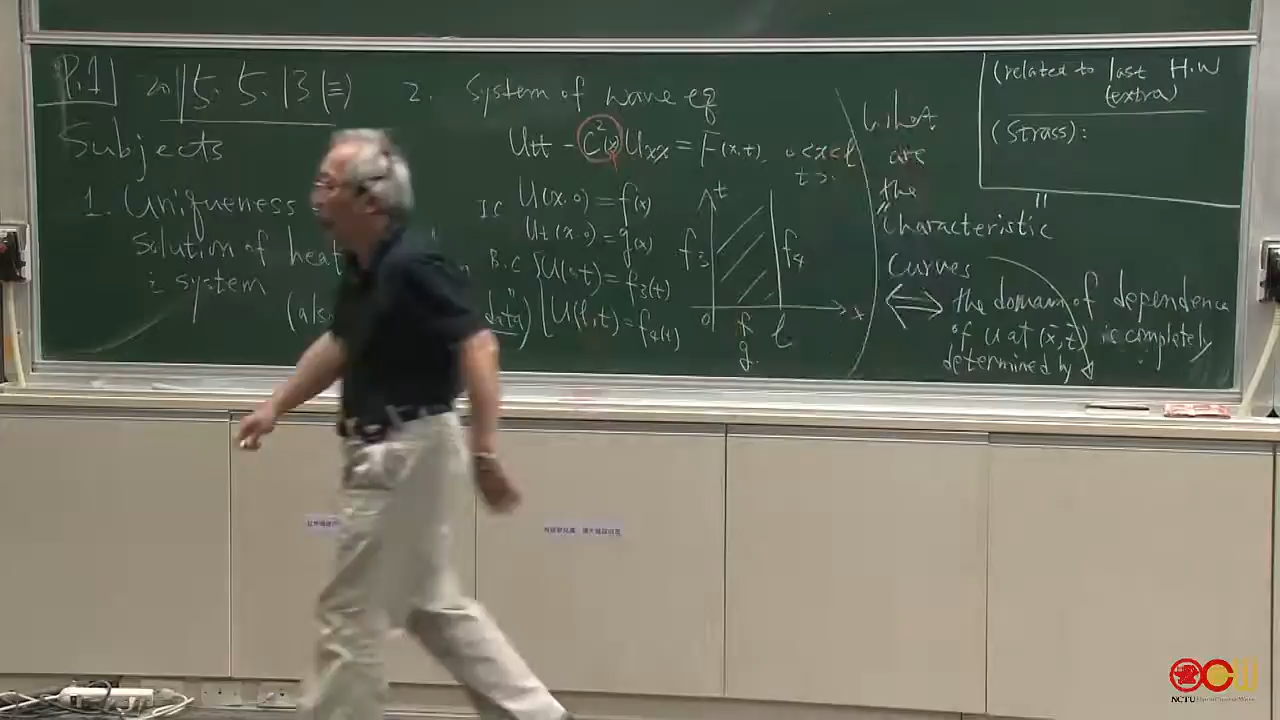 P.1
2015. 5. 13 (三)
Subjects
1. Uniqueness
solution of heat
system
data")
2. System of wave eq
Utt - C²(x) Uxx = F(x,t), 0<x<l
t>0
IC U(x,0) = f(x)
Ut(x,0) = g(x)
B.C U(0,t) = f3(t)
U(l,t) = f4(t)
t
f3
f4
0
x
f
l
g
What
are
the
"characteristic"
curves
the domain of dependence
of u at (x̄,t̄) is completely
determined by
(related to last H.W
(extra)
(Strass):
NCTU
OCW